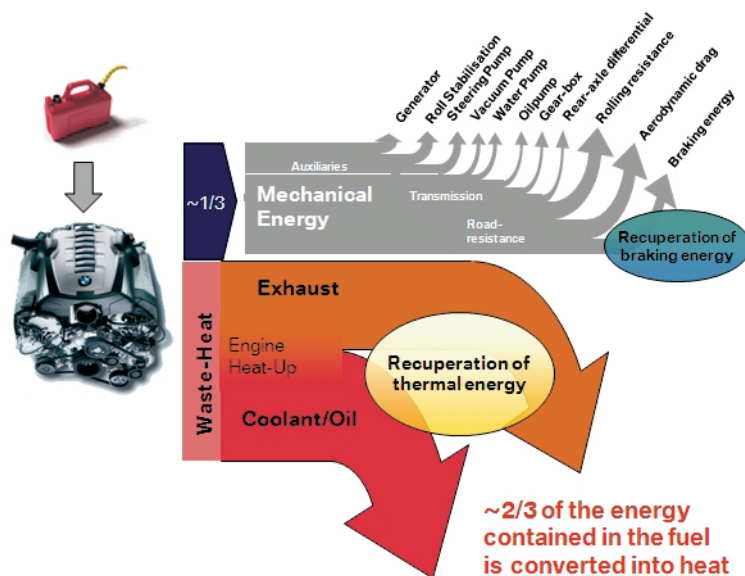 Generator
Roll Stabilisation
Steering Pump
Vacuum Pump
Water Pump
Oilpump
Gear-box
Rear-axle differential
Rolling resistance
Aerodynamic drag
Braking energy
~1/3
Auxiliaries
Mechanical
Energy
Transmission
Road-
resistance
Recuperation of
braking energy
Waste-Heat
Exhaust
Engine
Heat-Up
Recuperation of
thermal energy
Coolant/Oil
~2/3 of the energy
contained in the fuel
is converted into heat